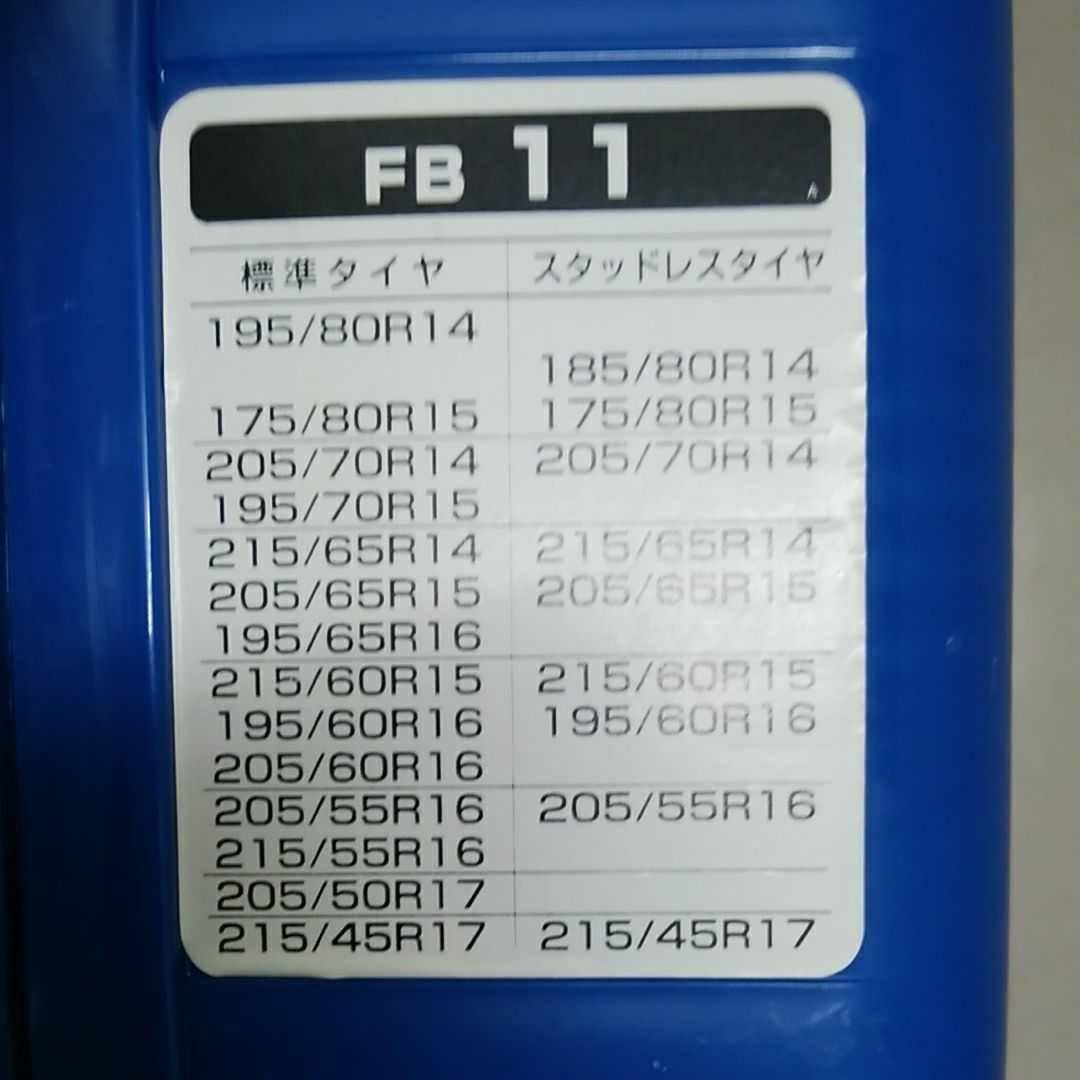 FB 11
A
標準タイヤ スタッドレスタイヤ
195/80R14
185/80R14
175/80R15 175/80R15
205/70R14 205/70R14
195/70R15
215/65R14 215/65R14
205/65R15 205/65R15
195/65R16
215/60R15 215/60R15
195/60R16 195/60R16
205/60R16
205/55R16 205/55R16
215/55R16
205/50R17
215/45R17 215/45R17